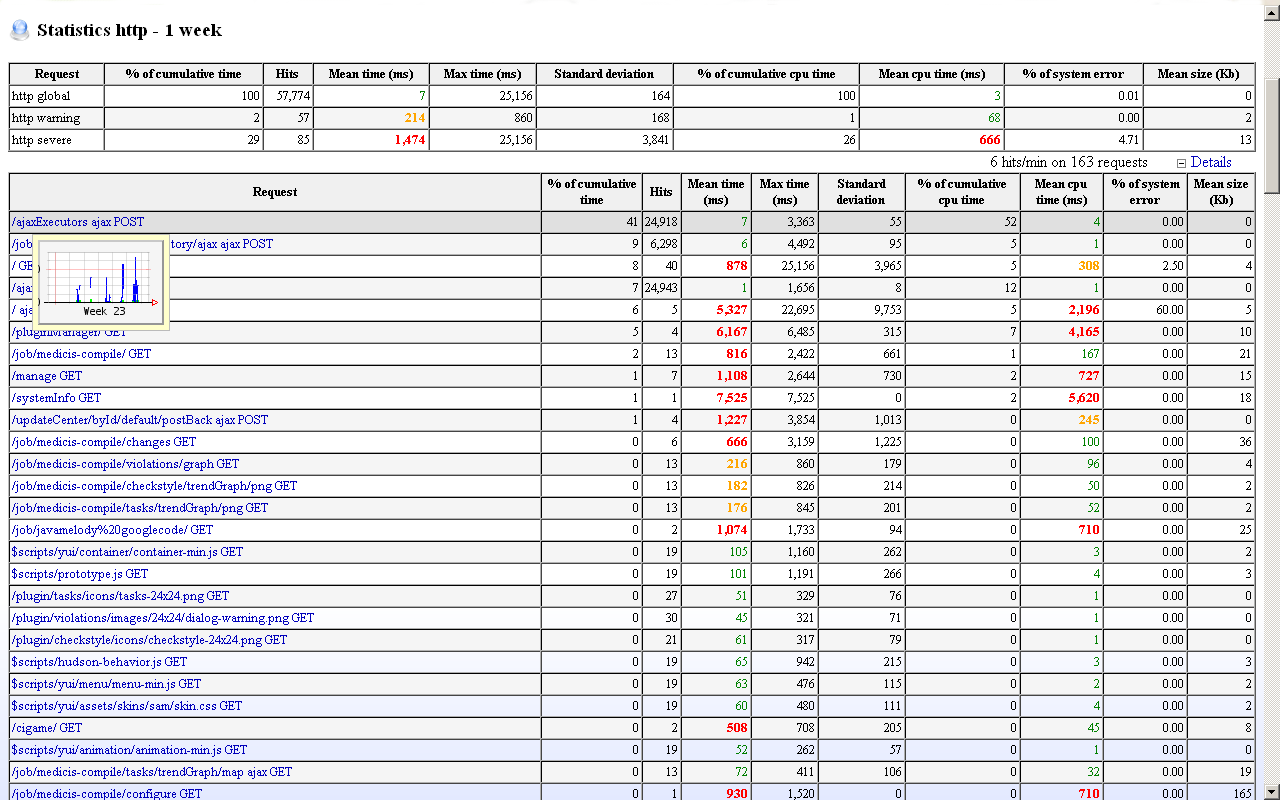 Statistics http - 1 week
Request % of cumulative time Hits Mean time (ms) Max time (ms) Standard deviation % of cumulative cpu time Mean cpu time (ms) % of system error Mean size (Kb)
http global 100 57,774 7 25,156 164 100 3 0.01 0
http warning 2 57 214 860 168 1 68 0.00 2
http severe 29 85 1,474 25,156 3,841 26 666 4.71 13
6 hits/min on 163 requests Details
Request % of cumulative time Hits Mean time (ms) Max time (ms) Standard deviation % of cumulative cpu time Mean cpu time (ms) % of system error Mean size (Kb)
/ajaxExecutors ajax POST 41 24,918 7 3,363 55 52 4 0.00 0
/job tory/ajax ajax POST 9 6,298 6 4,492 95 5 1 0.00 0
/ GE 8 40 878 25,156 3,965 5 308 2.50 4
/aja 7 24,943 1 1,656 8 12 1 0.00 0
/ aja 6 5 5,327 22,695 9,753 5 2,196 60.00 5
Week 23
/pluginManager/ GET 5 4 6,167 6,485 315 7 4,165 0.00 10
/job/medicis-compile/ GET 2 13 816 2,422 661 1 167 0.00 21
/manage GET 1 7 1,108 2,644 730 2 727 0.00 15
/systemInfo GET 1 1 7,525 7,525 0 2 5,620 0.00 18
/updateCenter/byId/default/postBack ajax POST 1 4 1,227 3,854 1,013 0 245 0.00 0
/job/medicis-compile/changes GET 0 6 666 3,159 1,225 0 100 0.00 36
/job/medicis-compile/violations/graph GET 0 13 216 860 179 0 96 0.00 4
/job/medicis-compile/checkstyle/trendGraph/png GET 0 13 182 826 214 0 50 0.00 2
/job/medicis-compile/tasks/trendGraph/png GET 0 13 176 845 201 0 52 0.00 2
/job/javamelody%20googlecode/ GET 0 2 1,074 1,733 94 0 710 0.00 25
$scripts/yui/container/container-min.js GET 0 19 105 1,160 262 0 3 0.00 2
$scripts/prototype.js GET 0 19 101 1,191 266 0 4 0.00 3
/plugin/tasks/icons/tasks-24x24.png GET 0 27 51 329 76 0 1 0.00 0
/plugin/violations/images/24x24/dialog-warning.png GET 0 30 45 321 71 0 1 0.00 0
/plugin/checkstyle/icons/checkstyle-24x24.png GET 0 21 61 317 79 0 1 0.00 0
$scripts/hudson-behavior.js GET 0 19 65 942 215 0 3 0.00 3
$scripts/yui/menu/menu-min.js GET 0 19 63 476 115 0 2 0.00 2
$scripts/yui/assets/skins/sam/skin.css GET 0 19 60 480 111 0 4 0.00 2
/cigame/ GET 0 2 508 708 205 0 45 0.00 8
$scripts/yui/animation/animation-min.js GET 0 19 52 262 57 0 1 0.00 0
/job/medicis-compile/tasks/trendGraph/map ajax GET 0 13 72 411 106 0 32 0.00 19
/job/medicis-compile/configure GET 0 1 930 1,520 0 0 710 0.00 165